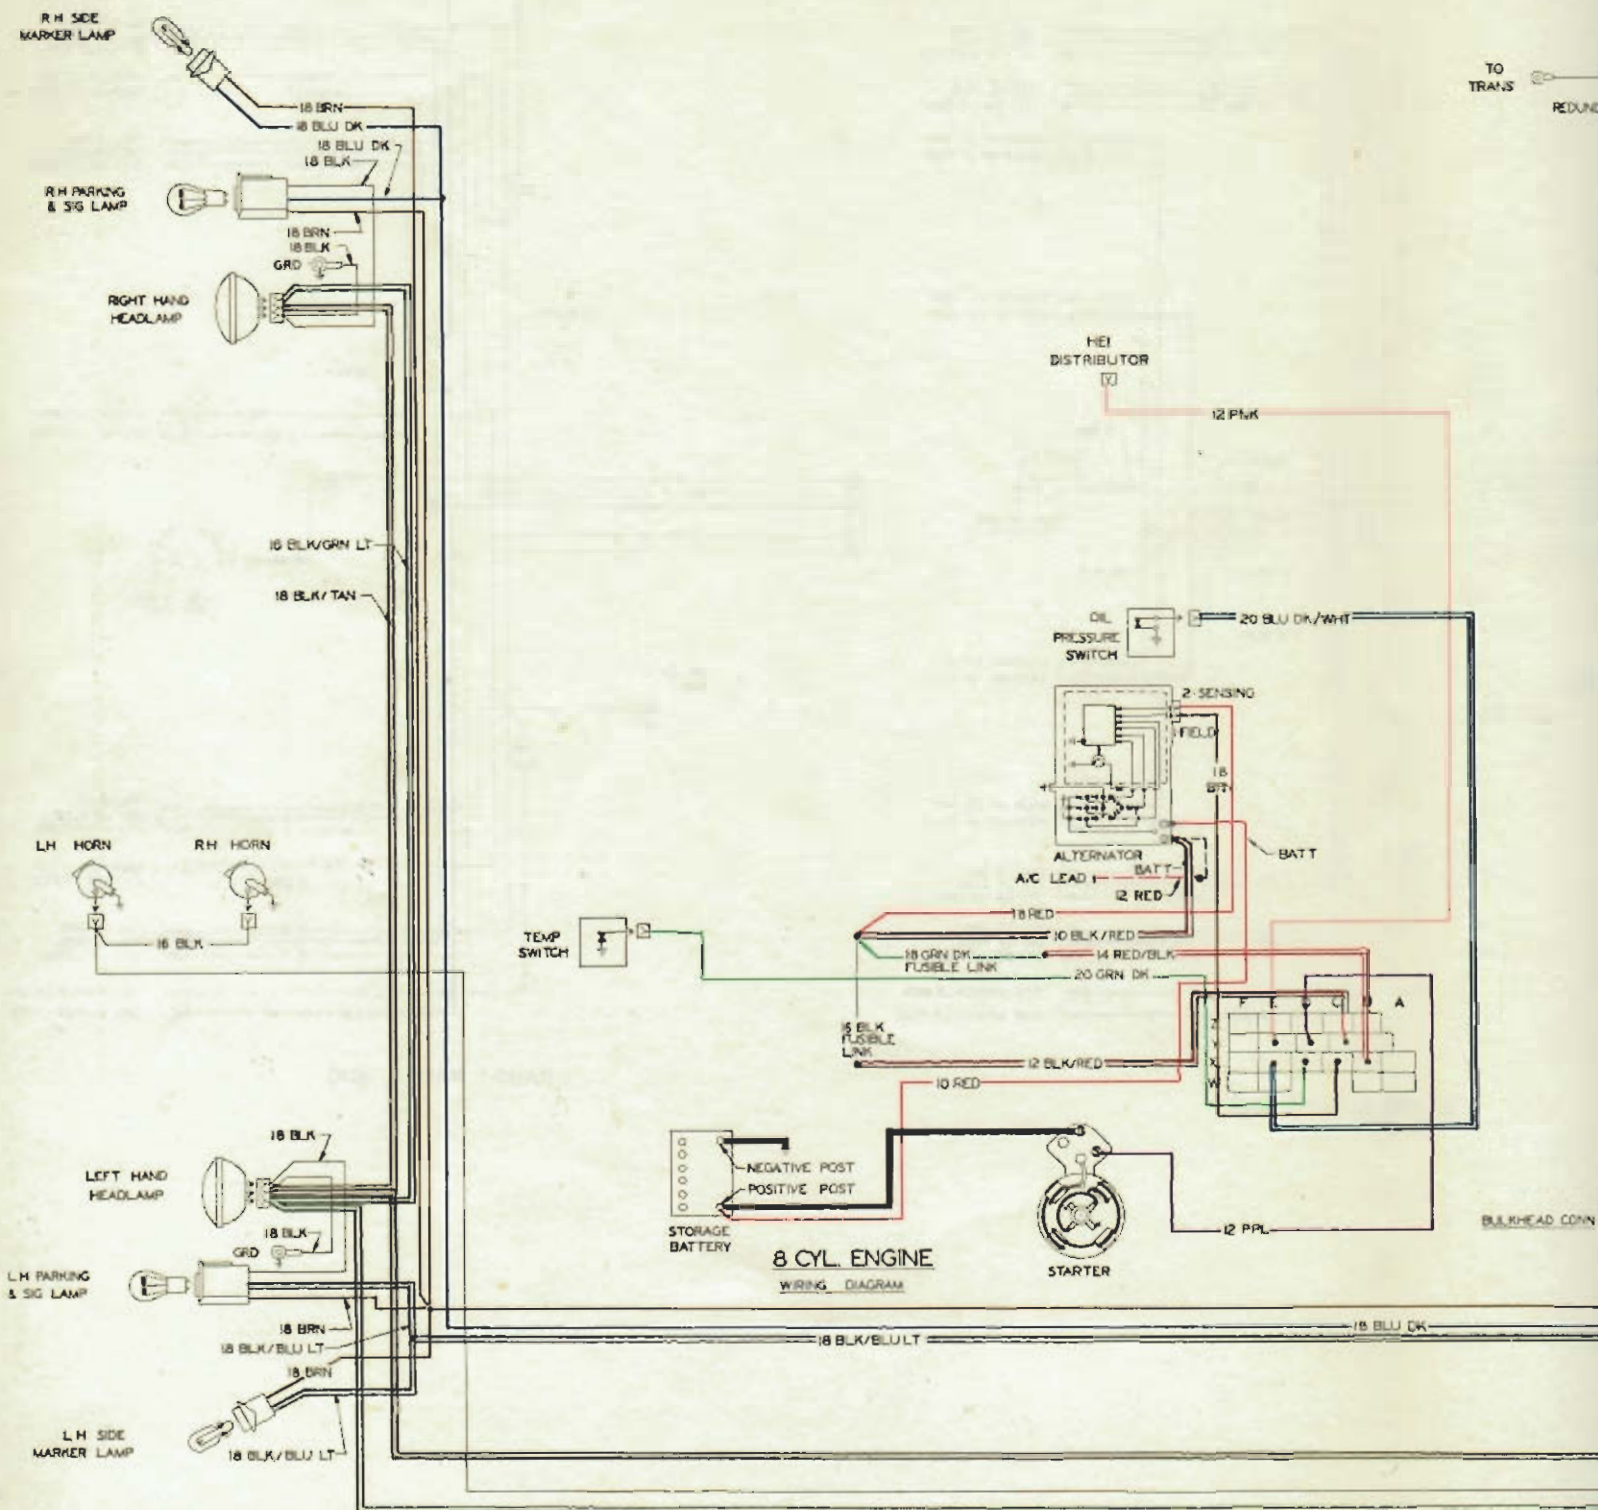 RH SIDE
MARKER LAMP
TO
TRANS
18 BRN
18 BLU DK
18 BLU DK
18 BLK
RH PARKING
& SIG LAMP
18 BRN
18 BLK
GRD
RIGHT HAND
HEADLAMP
HEI
DISTRIBUTOR
12 PNK
16 BLK/GRN LT
18 BLK/TAN
OIL
PRESSURE
SWITCH
20 BLU DK/WHT
2-SENSING
FIELD
18
LH HORN
RH HORN
ALTERNATOR
BATT
BATT
A/C LEAD
12 RED
18 RED
16 BLK
TEMP
SWITCH
10 BLK/RED
18 GRN DK
FUSIBLE LINK
14 RED/BLK
20 GRN DK
F E D C B A
Z
Y
X
W
16 BLK
FUSIBLE
LINK
12 BLK/RED
10 RED
18 BLK
LEFT HAND
HEADLAMP
NEGATIVE POST
POSITIVE POST
B
S
STORAGE
BATTERY
12 PPL
BULKHEAD CONN
18 BLK
GRD
8 CYL. ENGINE
WIRING DIAGRAM
STARTER
LH PARKING
& SIG LAMP
18 BRN
18 BLK/BLU LT
18 BLK/BLU LT
18 BLU DK
18 BRN
LH SIDE
MARKER LAMP
18 BLK/BLU LT